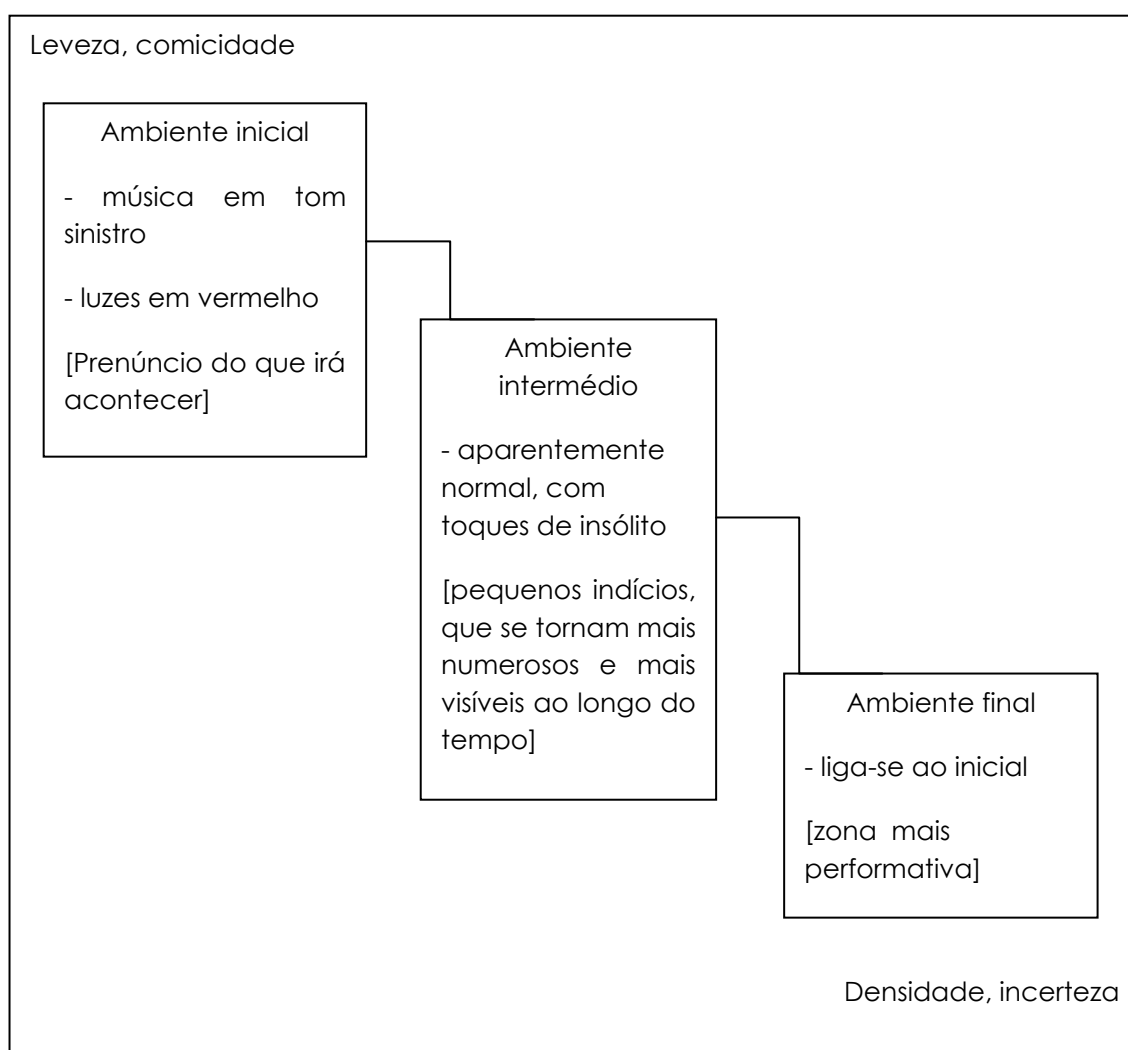 Leveza, comicidade
Ambiente inicial
- música em tom
sinistro
- luzes em vermelho
[Prenúncio do que irá
acontecer]
Ambiente
intermédio
- aparentemente
normal, com
toques de insólito
[pequenos indícios,
que se tornam mais
numerosos e mais
visíveis ao longo do
tempo]
Ambiente final
- liga-se ao inicial
[zona mais
performativa]
Densidade, incerteza